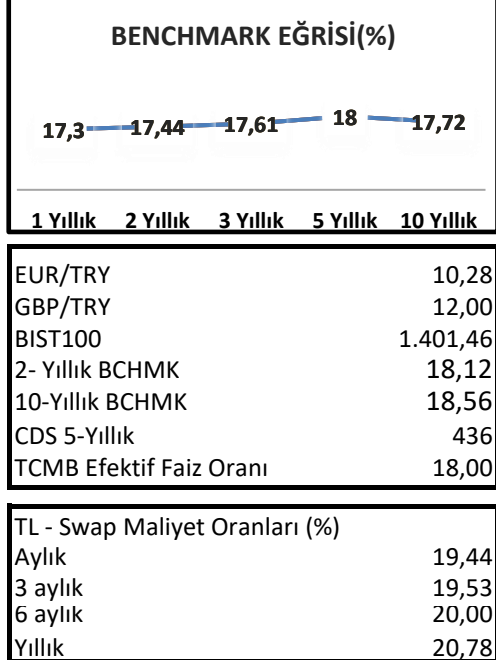 BENCHMARK EĞRİSİ(%)
17,3 17,44 17,61 18 17,72
1 Yıllık 2 Yıllık 3 Yıllık 5 Yıllık 10 Yıllık
EUR/TRY 10,28
GBP/TRY 12,00
BIST100 1.401,46
2- Yıllık BCHMK 18,12
10-Yıllık BCHMK 18,56
CDS 5-Yıllık 436
TCMB Efektif Faiz Oranı 18,00
TL - Swap Maliyet Oranları (%)
Aylık 19,44
3 aylık 19,53
6 aylık 20,00
Yıllık 20,78